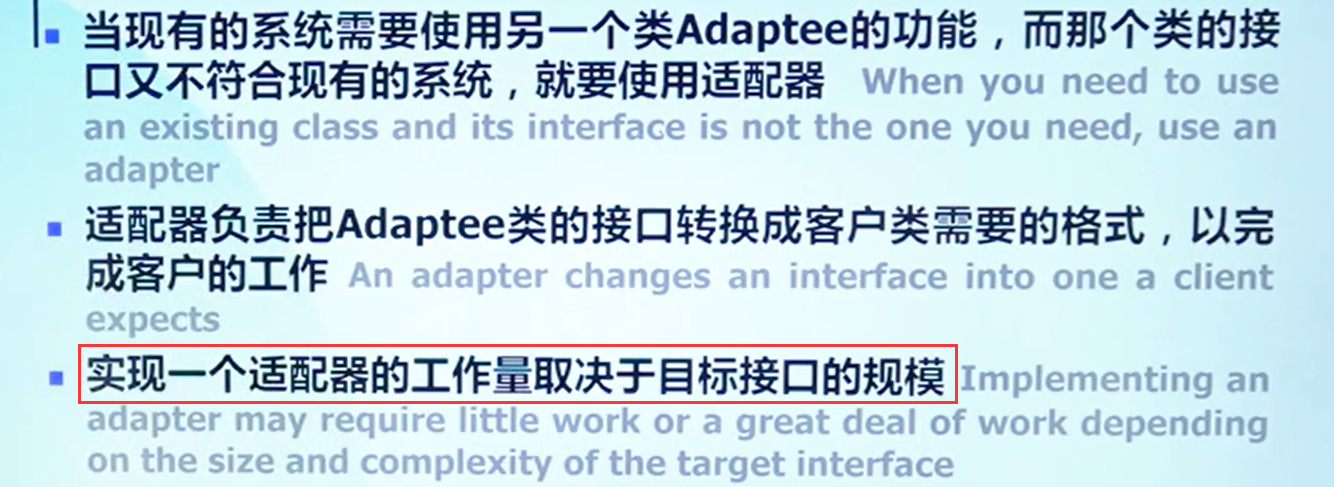 当现有的系统需要使用另一个类Adaptee的功能，而那个类的接
口又不符合现有的系统，就要使用适配器 When you need to use
an existing class and its interface is not the one you need, use an
adapter
适配器负责把Adaptee类的接口转换成客户类需要的格式，以完
成客户的工作 An adapter changes an interface into one a client
expects
实现一个适配器的工作量取决于目标接口的规模 Implementing an
adapter may require little work or a great deal of work depending
on the size and complexity of the target interface